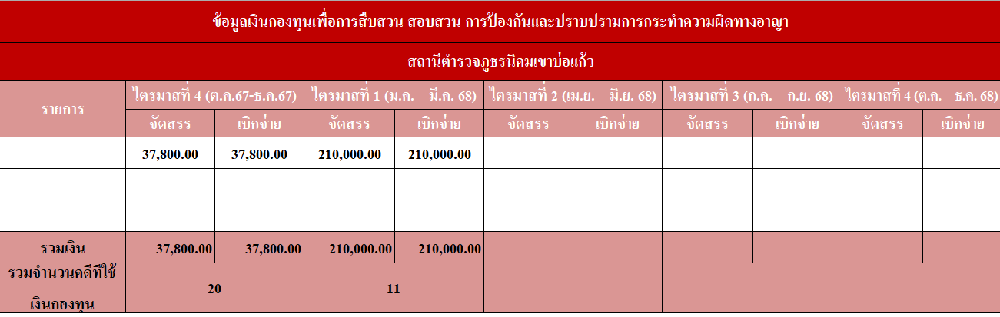 ข้อมูลเงินกองทุนเพื่อการสืบสวน สอบสวน การป้องกันและปราบปรามการกระทำความผิดทางอาญา
สถานีตำรวจภูธรนิคมเขาบ่อแก้ว
รายการ ไตรมาสที่ 4 (ต.ค.67-ธ.ค.67) ไตรมาสที่ 1 (ม.ค. – มี.ค. 68) ไตรมาสที่ 2 (เม.ย. – มิ.ย. 68) ไตรมาสที่ 3 (ก.ค. – ก.ย. 68) ไตรมาสที่ 4 (ต.ค. – ธ.ค. 68)
จัดสรร เบิกจ่าย จัดสรร เบิกจ่าย จัดสรร เบิกจ่าย จัดสรร เบิกจ่าย จัดสรร เบิกจ่าย
37,800.00 37,800.00 210,000.00 210,000.00
รวมเงิน 37,800.00 37,800.00 210,000.00 210,000.00
รวมจำนวนคดีที่ใช้
เงินกองทุน 20 11